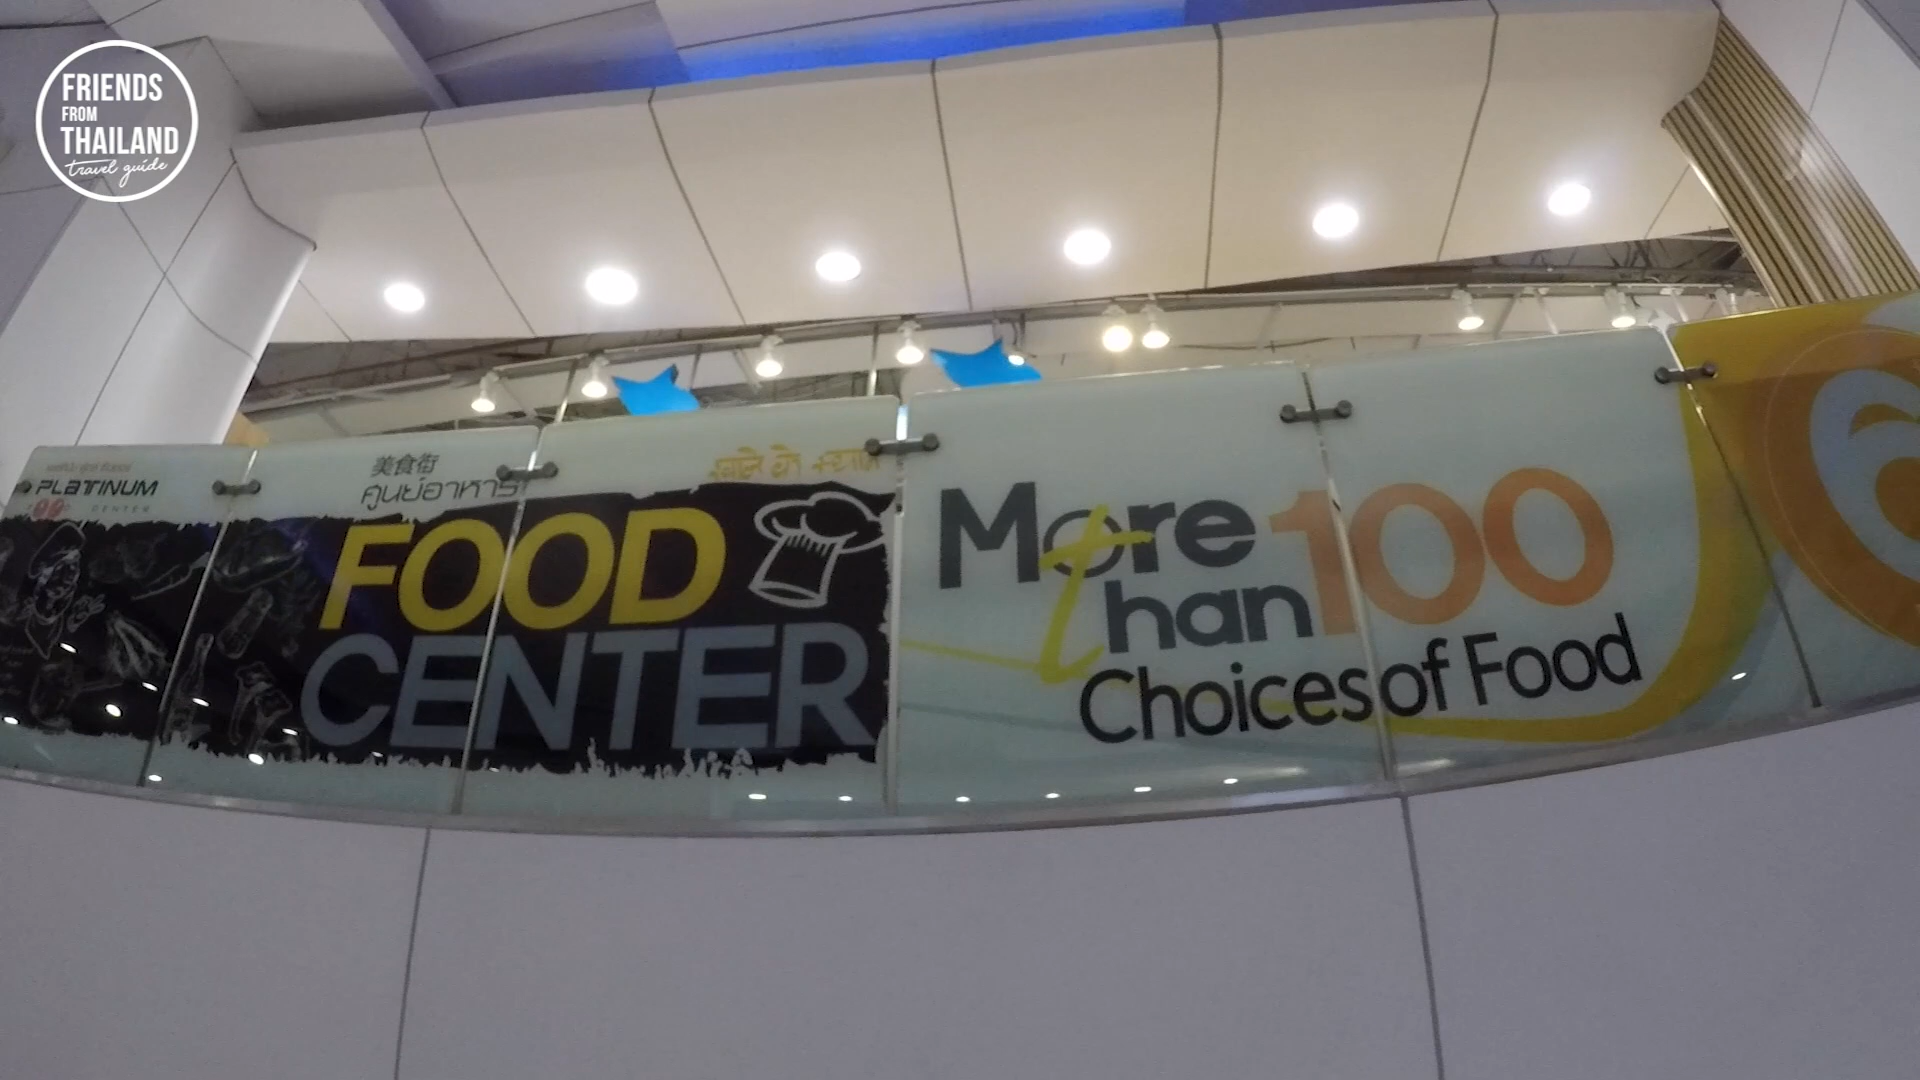 FRIENDS
FROM
THAILAND
travel guide
PLATINUM
CENTER
美食街
ศูนย์อาหาร
FOOD
CENTER
More
than 100
Choices of Food